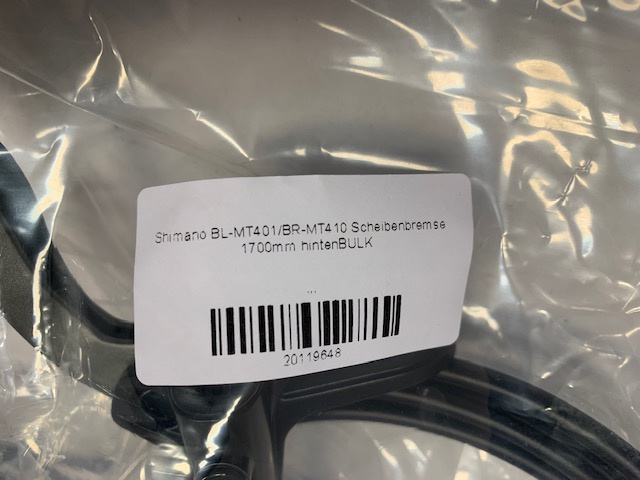 Shimano BL-MT401/BR-MT410 Scheibenbremse
1700mm hintenBULK
...
20119648